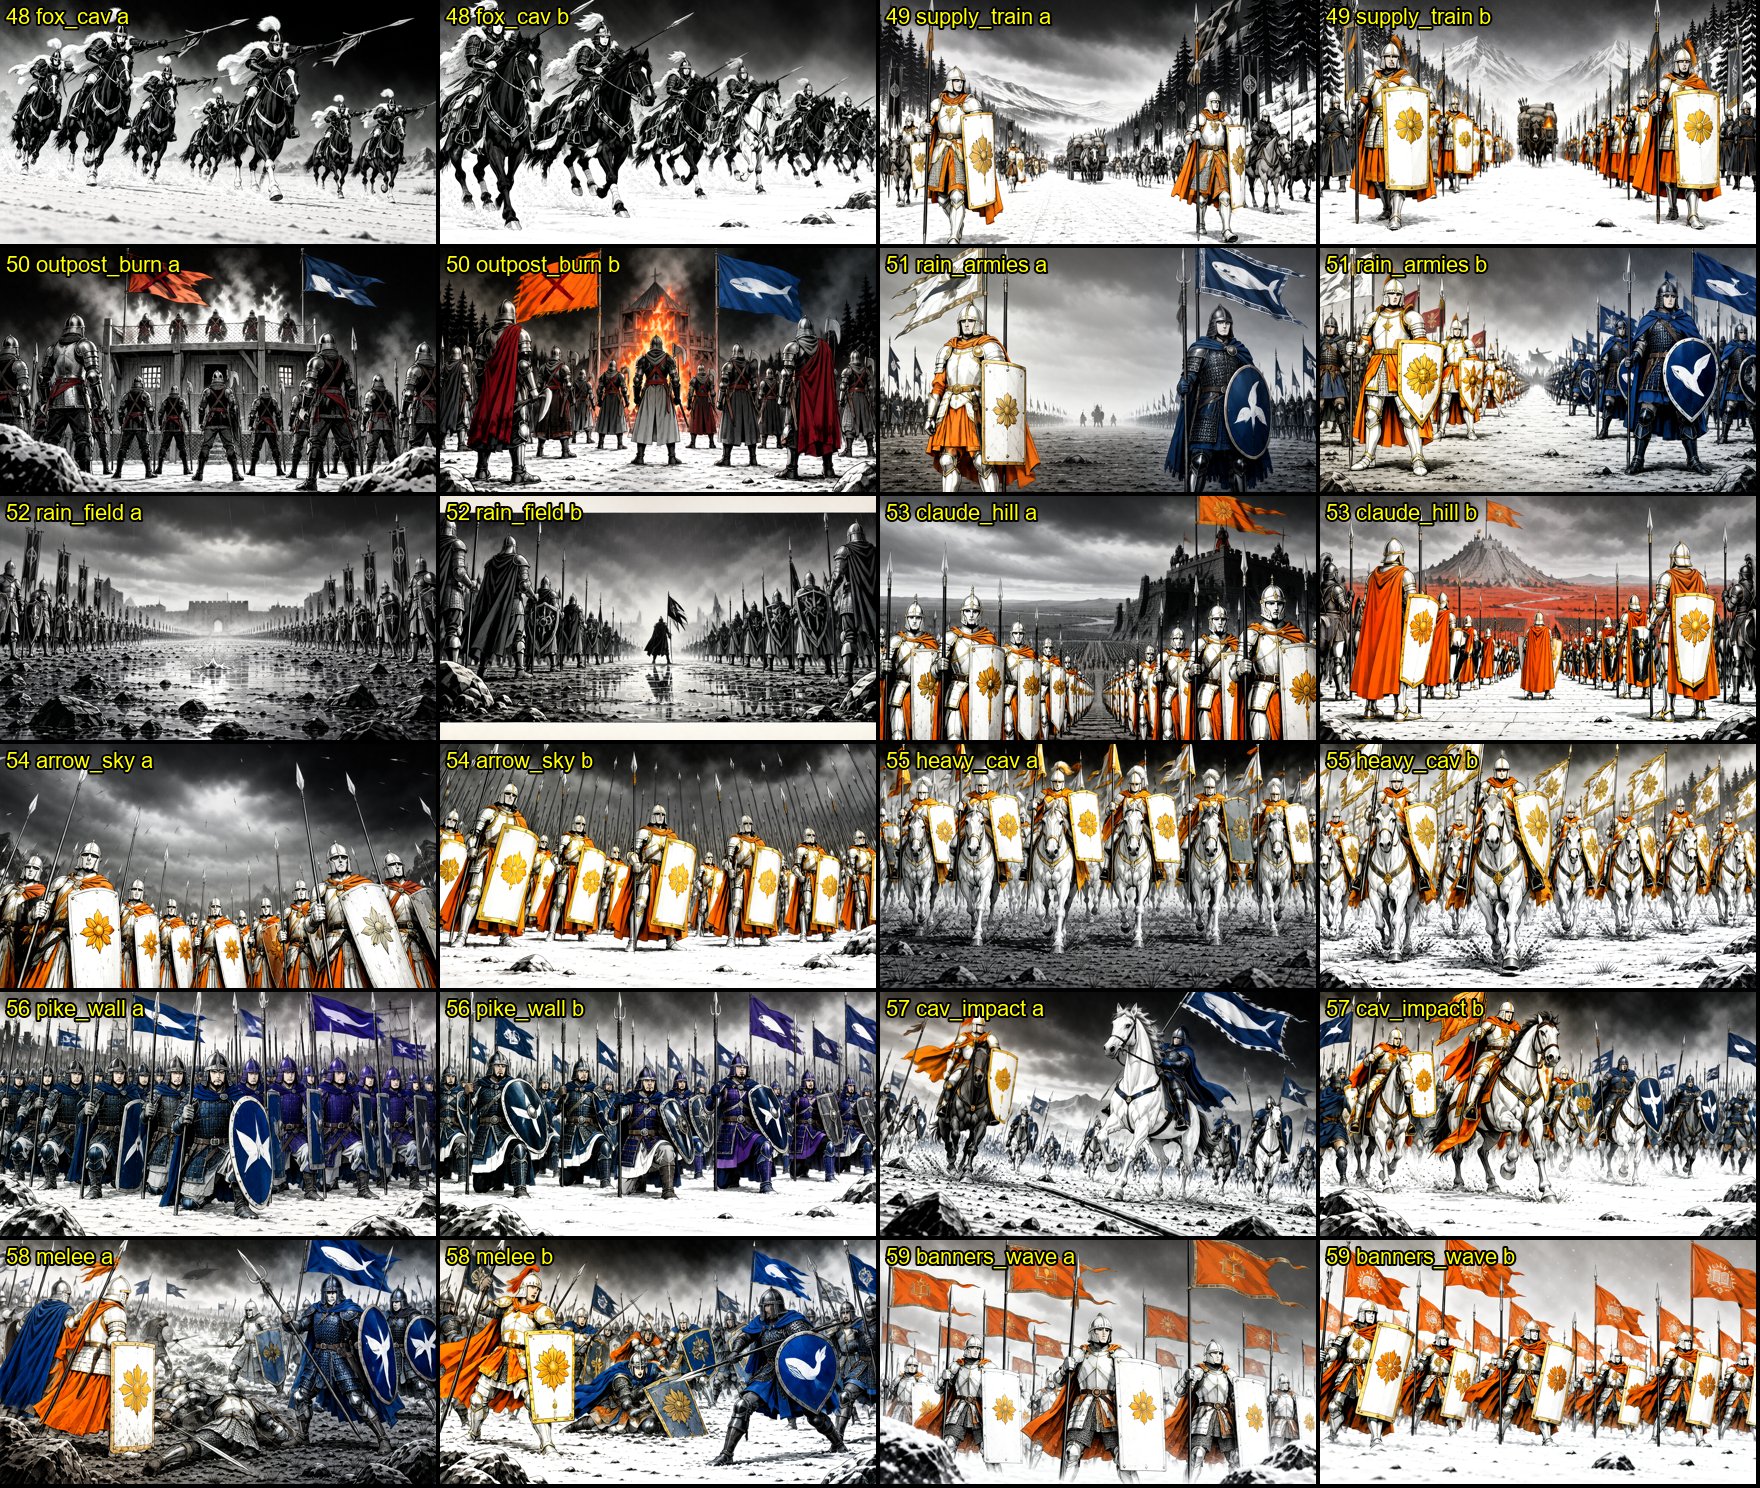 48 fox_cav a
48 fox_cav b
49 supply_train a
49 supply_train b
50 outpost_burn a
50 outpost_burn b
51 rain_armies a
51 rain_armies b
52 rain_field a
52 rain_field b
53 claude_hill a
53 claude_hill b
54 arrow_sky a
54 arrow_sky b
55 heavy_cav a
55 heavy_cav b
56 pike_wall a
56 pike_wall b
57 cav_impact a
57 cav_impact b
58 melee a
58 melee b
59 banners_wave a
59 banners_wave b